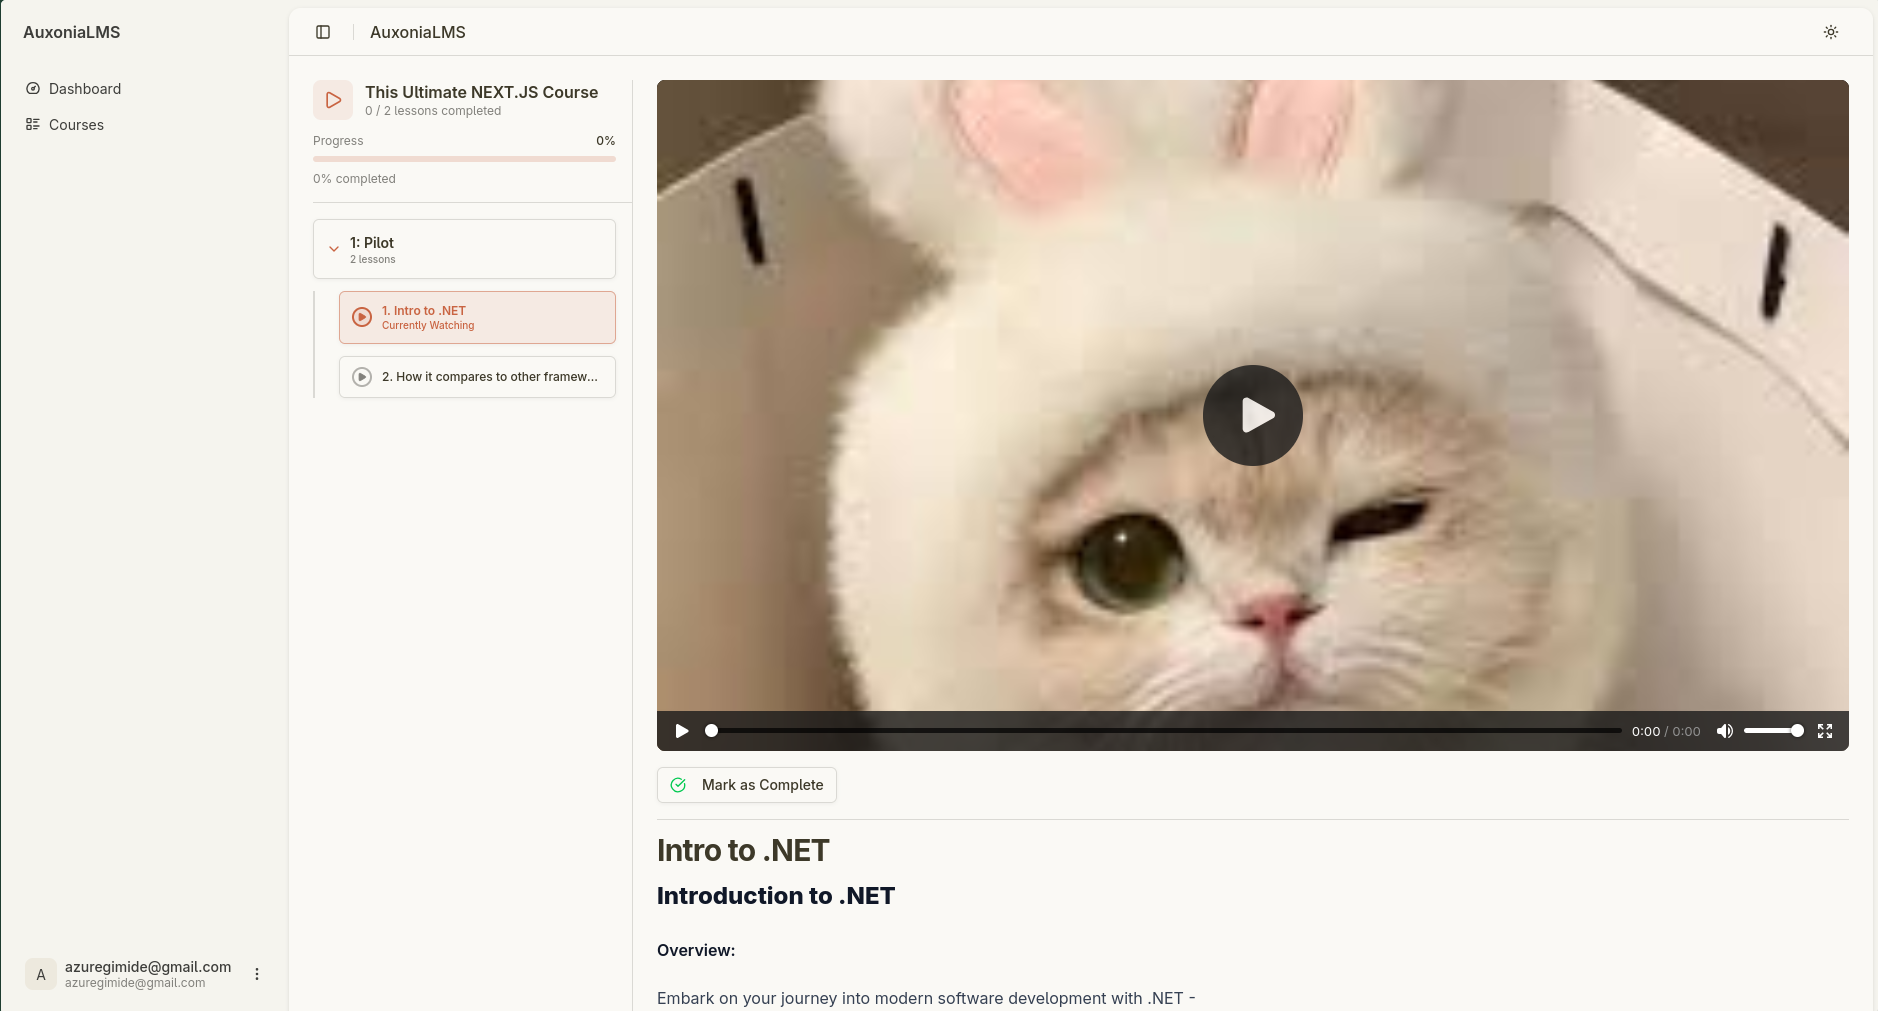 AuxoniaLMS
Dashboard
Courses
azuregimide@gmail.com
azuregimide@gmail.com
A
AuxoniaLMS
This Ultimate NEXT.JS Course
0 / 2 lessons completed
Progress 0%
0% completed
1: Pilot
2 lessons
1. Intro to .NET
Currently Watching
2. How it compares to other framew...
0:00 / 0:00
Mark as Complete
Intro to .NET
Introduction to .NET
Overview:
Embark on your journey into modern software development with .NET -